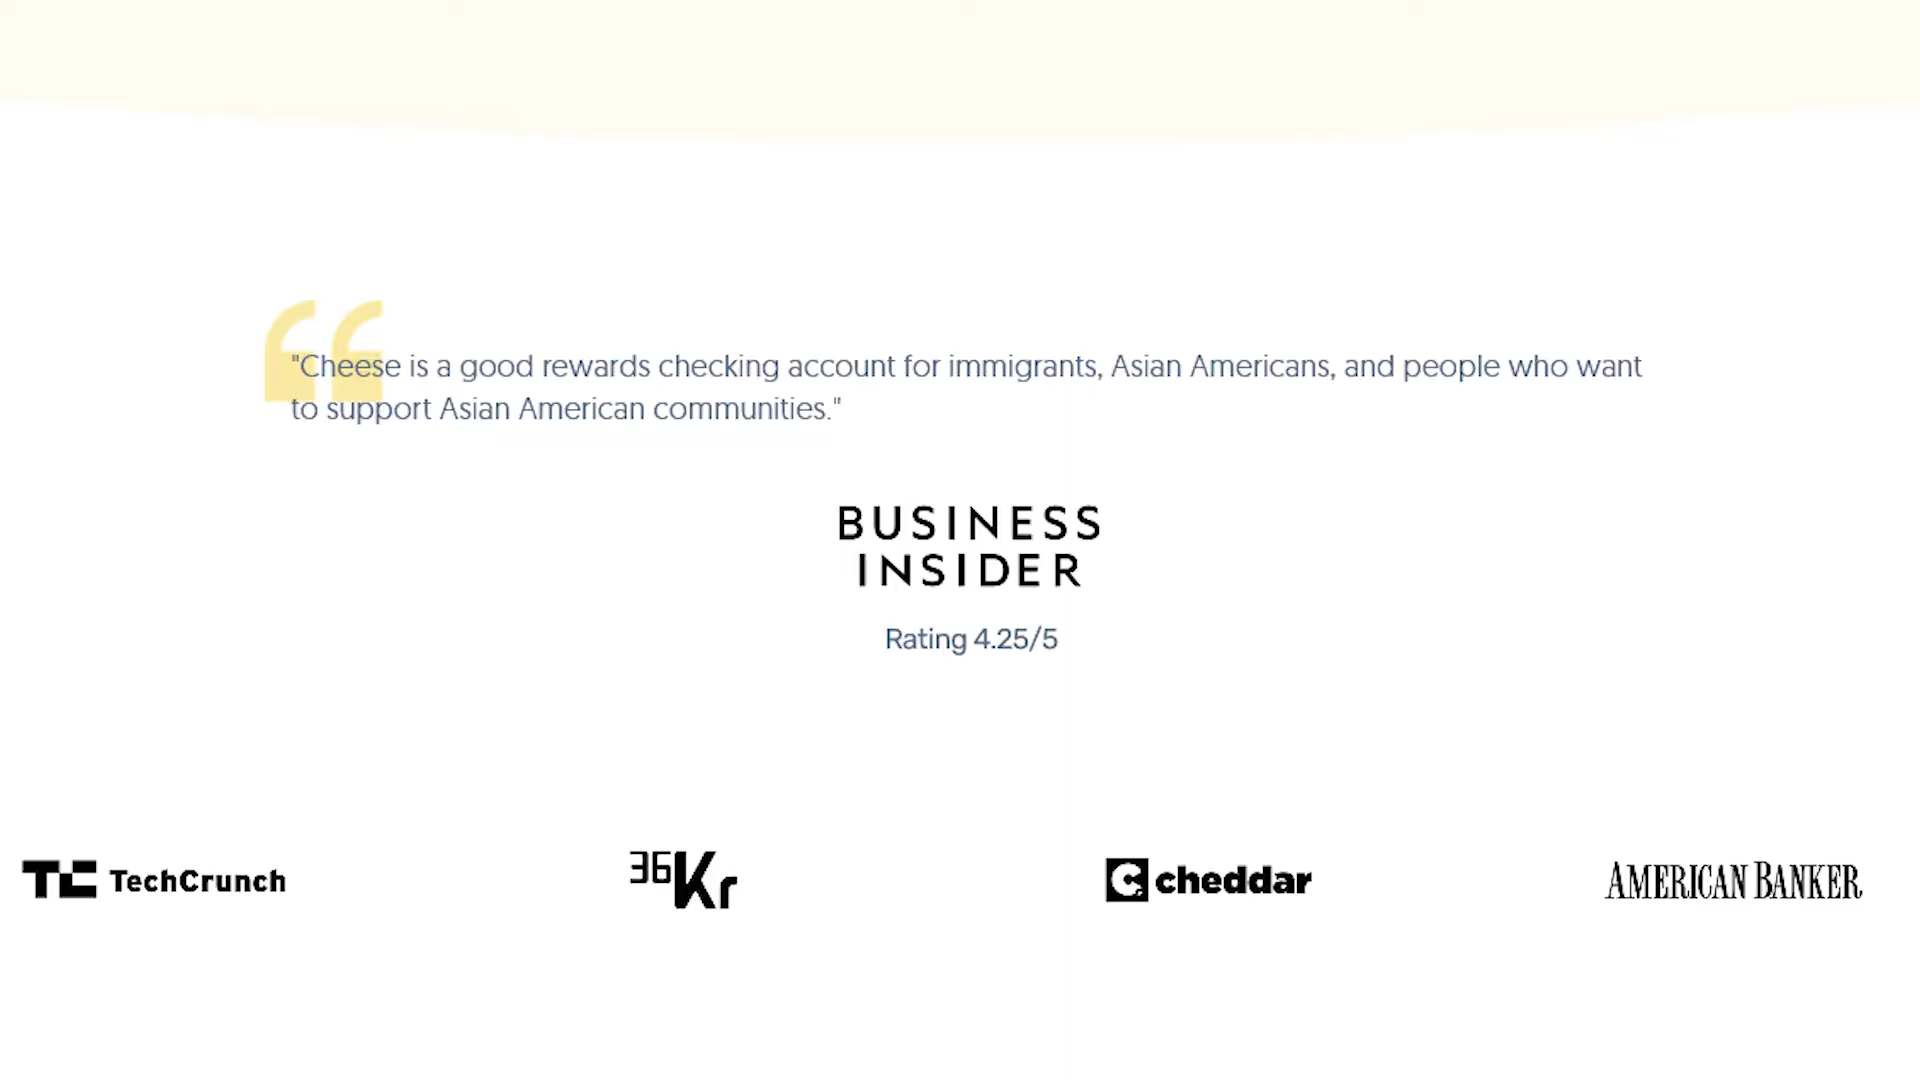 "Cheese is a good rewards checking account for immigrants, Asian Americans, and people who want
to support Asian American communities."
BUSINESS
INSIDER
Rating 4.25/5
TC TechCrunch
36Kr
C cheddar
AMERICAN BANKER.